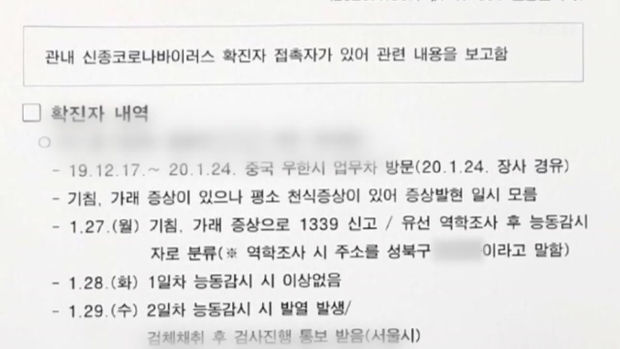 관내 신종코로나바이러스 확진자 접촉자가 있어 관련 내용을 보고함
□ 확진자 내역
○
- 19.12.17.~ 20.1.24. 중국 우한시 업무차 방문(20.1.24. 장사 경유)
- 기침, 가래 증상이 있으나 평소 천식증상이 있어 증상발현 일시 모름
- 1.27.(월) 기침, 가래 증상으로 1339 신고 / 유선 역학조사 후 능동감시
자로 분류(※ 역학조사 시 주소를 성북구 이라고 말함)
- 1.28.(화) 1일차 능동감시 시 이상없음
- 1.29.(수) 2일차 능동감시 시 발열 발생/
검체채취 후 검사진행 통보 받음(서울시)